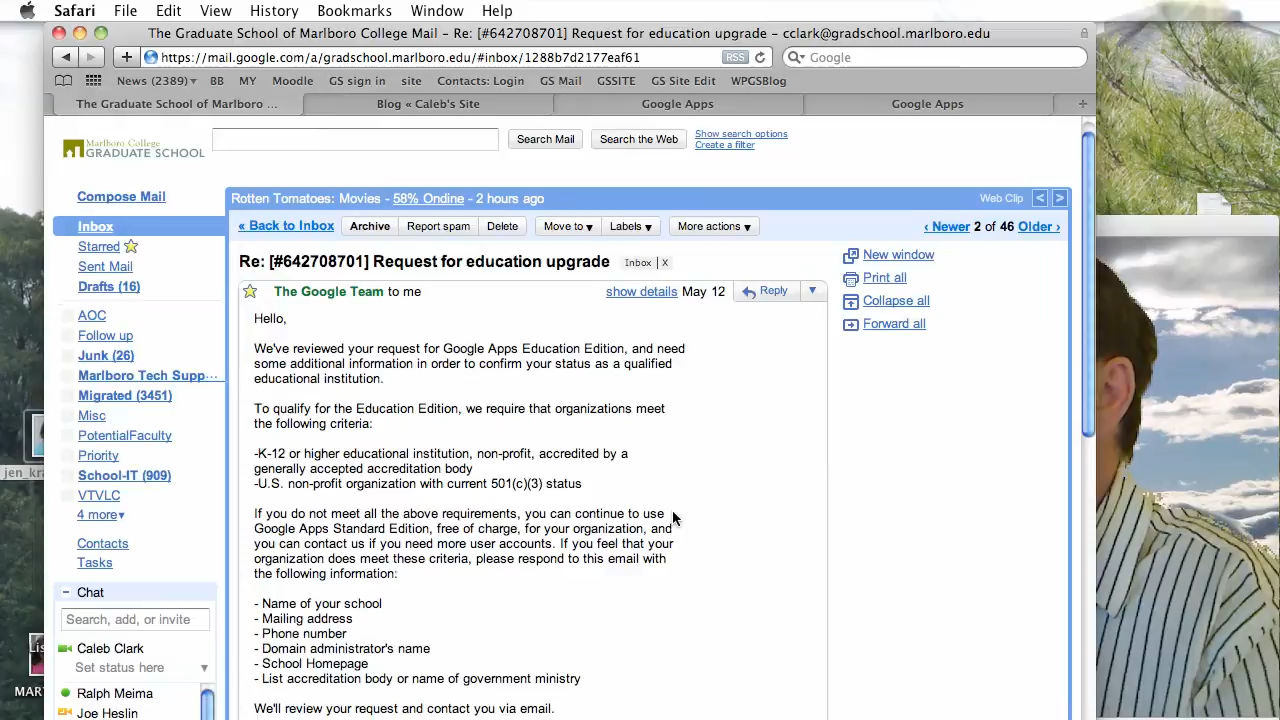 Safari File Edit View History Bookmarks Window Help
The Graduate School of Marlboro College Mail - Re: [#642708701] Request for education upgrade - cclark@gradschool.marlboro.edu
https://mail.google.com/a/gradschool.marlboro.edu/#inbox/1288b7d2177eaf61 RSS Google
News (2389) BB MY Moodle GS sign in site Contacts: Login GS Mail GSSITE GS Site Edit WPGSBlog
The Graduate School of Marlboro ... Blog « Caleb's Site Google Apps Google Apps
Marlboro College
GRADUATE SCHOOL
Search Mail Search the Web Show search options
Create a filter
Compose Mail
Inbox
Starred
Sent Mail
Drafts (16)
AOC
Follow up
Junk (26)
Marlboro Tech Supp...
Migrated (3451)
Misc
PotentialFaculty
Priority
School-IT (909)
VTVLC
4 more
Contacts
Tasks
Chat
Search, add, or invite
Caleb Clark
Set status here
Ralph Meima
Joe Heslin
Rotten Tomatoes: Movies - 58% Ondine - 2 hours ago Web Clip < >
« Back to Inbox Archive Report spam Delete Move to Labels More actions ‹ Newer 2 of 46 Older ›
Re: [#642708701] Request for education upgrade Inbox | X
The Google Team to me show details May 12 Reply
Hello,
We've reviewed your request for Google Apps Education Edition, and need
some additional information in order to confirm your status as a qualified
educational institution.
To qualify for the Education Edition, we require that organizations meet
the following criteria:
-K-12 or higher educational institution, non-profit, accredited by a
generally accepted accreditation body
-U.S. non-profit organization with current 501(c)(3) status
If you do not meet all the above requirements, you can continue to use
Google Apps Standard Edition, free of charge, for your organization, and
you can contact us if you need more user accounts. If you feel that your
organization does meet these criteria, please respond to this email with
the following information:
- Name of your school
- Mailing address
- Phone number
- Domain administrator's name
- School Homepage
- List accreditation body or name of government ministry
We'll review your request and contact you via email.
New window
Print all
Collapse all
Forward all
jen_kra
Lis
MAR